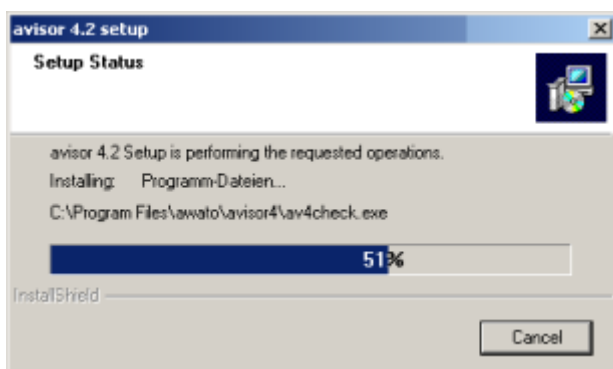 avisor 4.2 setup
Setup Status
avisor 4.2 Setup is performing the requested operations.
Installing: Programm-Dateien...
C:\Program Files\awato\avisor4\av4check.exe
51%
InstallShield
Cancel